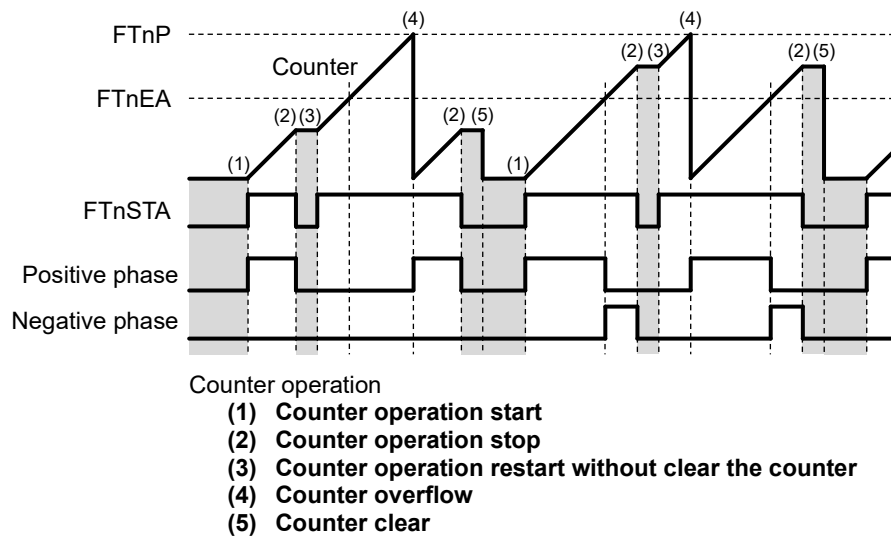 FTnP
(4)
(4)
(2) (3)
(2) (5)
Counter
FTnEA
(2) (3)
(2) (5)
(1)
(1)
FTnSTA
Positive phase
Negative phase
Counter operation
(1) Counter operation start
(2) Counter operation stop
(3) Counter operation restart without clear the counter
(4) Counter overflow
(5) Counter clear